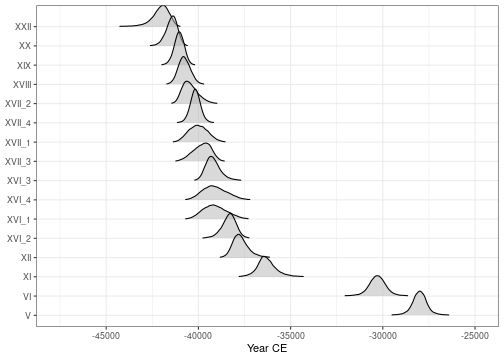 XXII
XX
XIX
XVIII
XVII_2
XVII_4
XVII_1
XVII_3
XVI_3
XVI_4
XVI_1
XVI_2
XII
XI
VI
V
-45000 -40000 -35000 -30000 -25000
Year CE